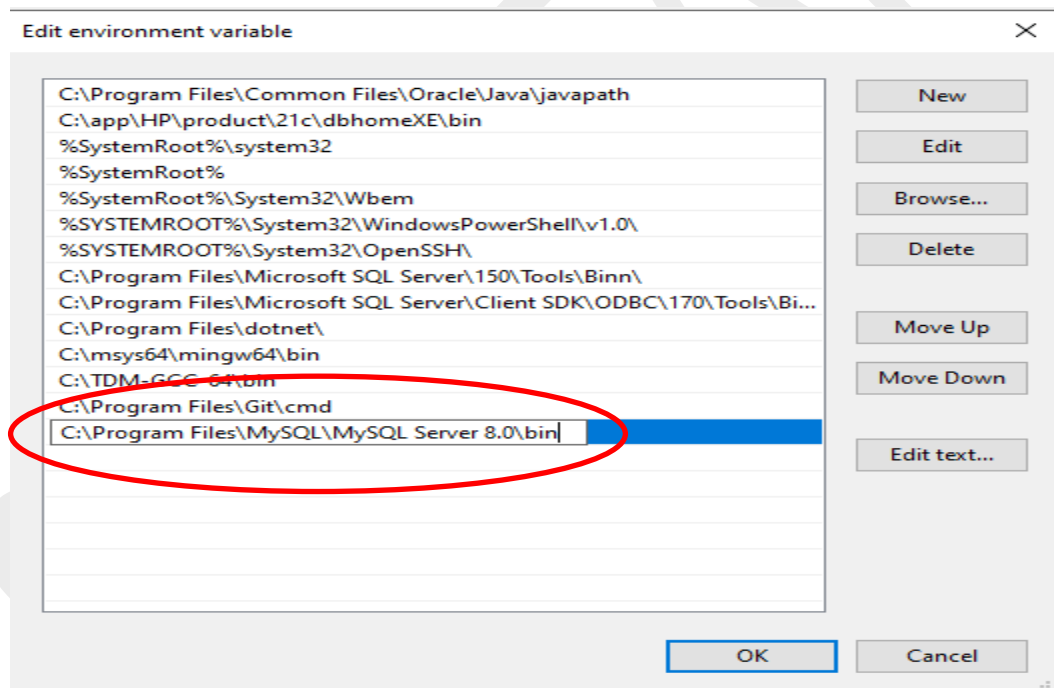 Edit environment variable
C:\Program Files\Common Files\Oracle\Java\javapath
C:\app\HP\product\21c\dbhomeXE\bin
%SystemRoot%\system32
%SystemRoot%
%SystemRoot%\System32\Wbem
%SYSTEMROOT%\System32\WindowsPowerShell\v1.0\
%SYSTEMROOT%\System32\OpenSSH\
C:\Program Files\Microsoft SQL Server\150\Tools\Binn\
C:\Program Files\Microsoft SQL Server\Client SDK\ODBC\170\Tools\Bi...
C:\Program Files\dotnet\
C:\msys64\mingw64\bin
C:\TDM-GCC-64\bin
C:\Program Files\Git\cmd
C:\Program Files\MySQL\MySQL Server 8.0\bin
New
Edit
Browse...
Delete
Move Up
Move Down
Edit text...
OK
Cancel